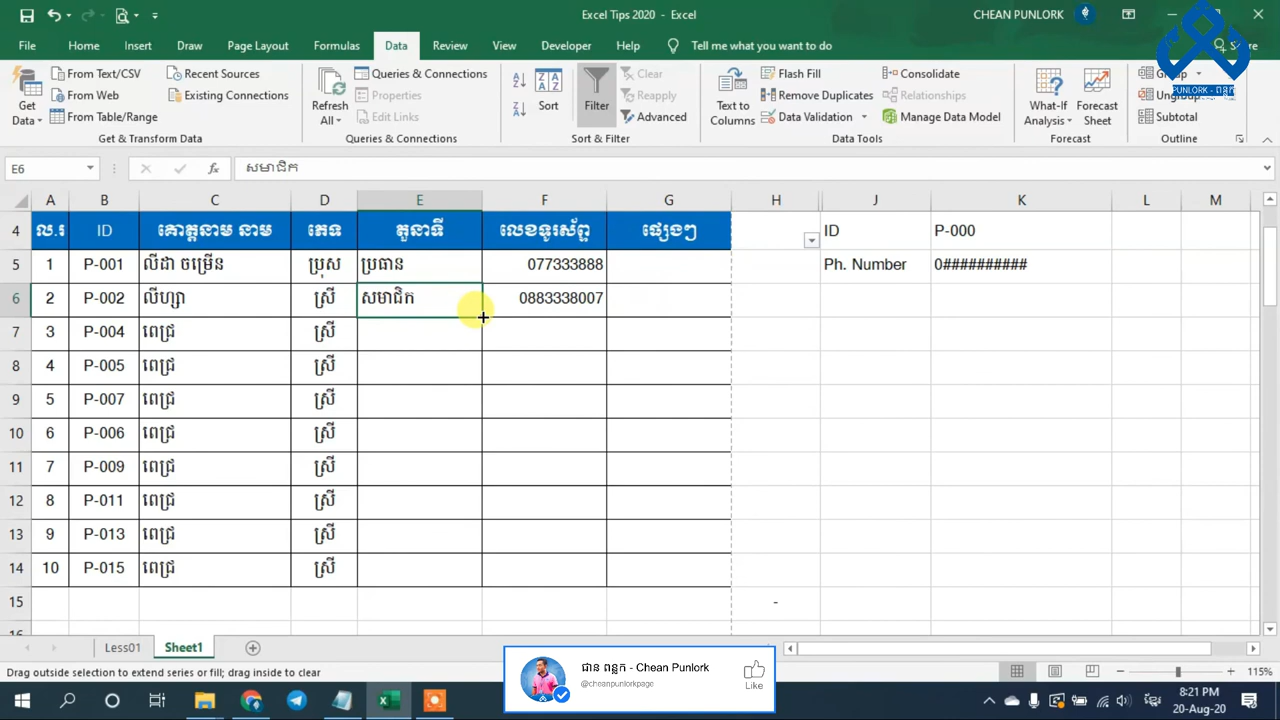 Excel Tips 2020 - Excel
CHEAN PUNLORK
File Home Insert Draw Page Layout Formulas Data Review View Developer Help Tell me what you want to do
PUNLORK - ពន្លក
Get Data
From Text/CSV
From Web
From Table/Range
Recent Sources
Existing Connections
Get & Transform Data
Refresh All
Queries & Connections
Properties
Edit Links
Queries & Connections
Sort
Filter
Clear
Reapply
Advanced
Sort & Filter
Text to Columns
Flash Fill
Remove Duplicates
Data Validation
Consolidate
Relationships
Manage Data Model
Data Tools
What-If Analysis
Forecast Sheet
Forecast
Subtotal
Outline
E6 fx សមាជិក
A B C D E F G H J K L M
4 ល.រ ID គោត្តនាម នាម ភេទ តួនាទី លេខទូរស័ព្ទ ផ្សេងៗ ID P-000
5 1 P-001 លីដា ចម្រើន ប្រុស ប្រធាន 077333888 Ph. Number 0##########
6 2 P-002 លីហ្សា ស្រី សមាជិក 0883338007
7 3 P-004 ពេជ្រ ស្រី
8 4 P-005 ពេជ្រ ស្រី
9 5 P-007 ពេជ្រ ស្រី
10 6 P-006 ពេជ្រ ស្រី
11 7 P-009 ពេជ្រ ស្រី
12 8 P-011 ពេជ្រ ស្រី
13 9 P-013 ពេជ្រ ស្រី
14 10 P-015 ពេជ្រ ស្រី
15 -
Less01 Sheet1
Drag outside selection to extend series or fill; drag inside to clear
115%
ជាន ពន្លក - Chean Punlork
@cheanpunlorkpage
Like
8:21 PM
20-Aug-20